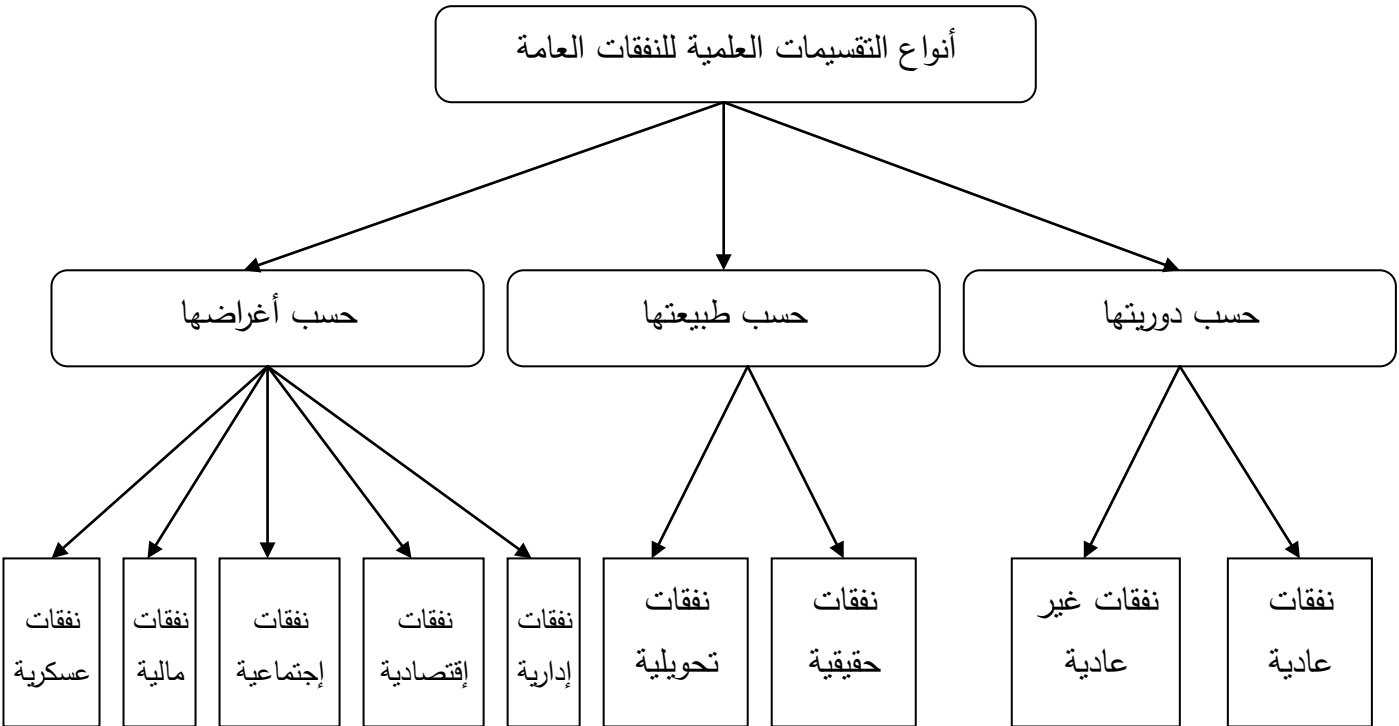 أنواع التقسيمات العلمية للنفقات العامة
حسب دوريتها
حسب طبيعتها
حسب أغراضها
نفقات
عادية
نفقات غير
عادية
نفقات
حقيقية
نفقات
تحويلية
نفقات
إدارية
نفقات
إقتصادية
نفقات
إجتماعية
نفقات
مالية
نفقات
عسكرية